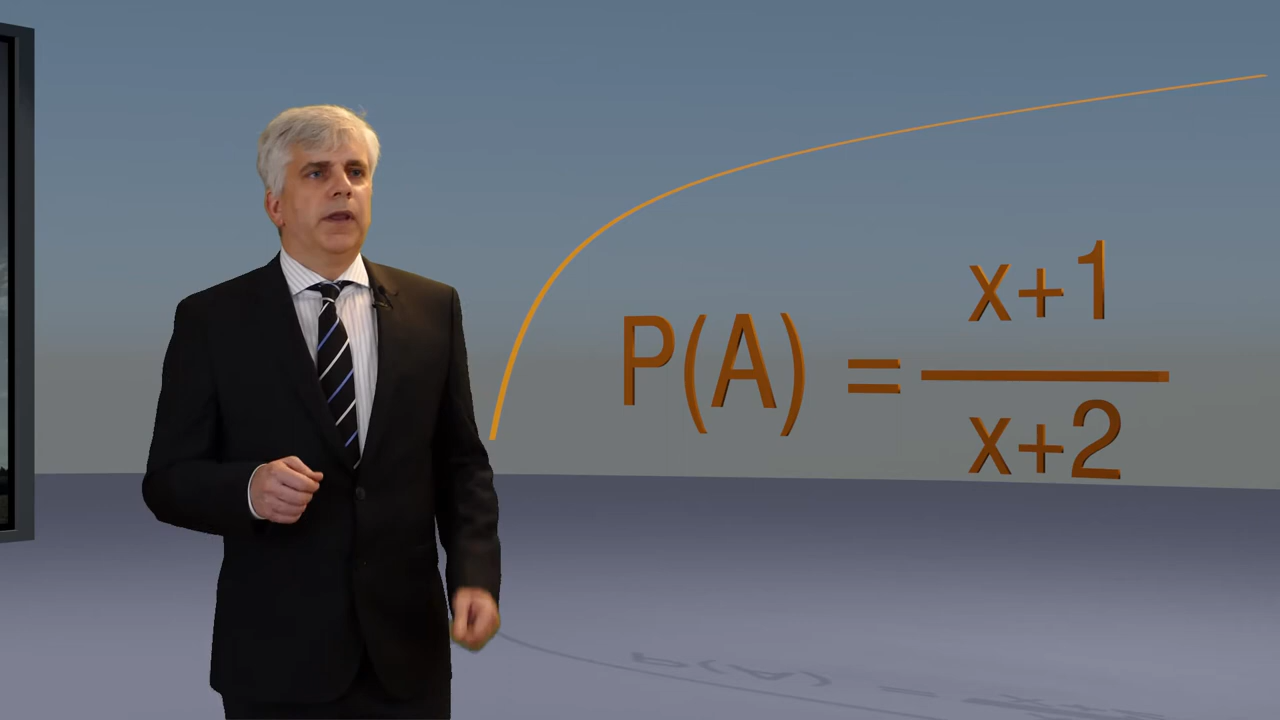 P(A) = x+1
x+2